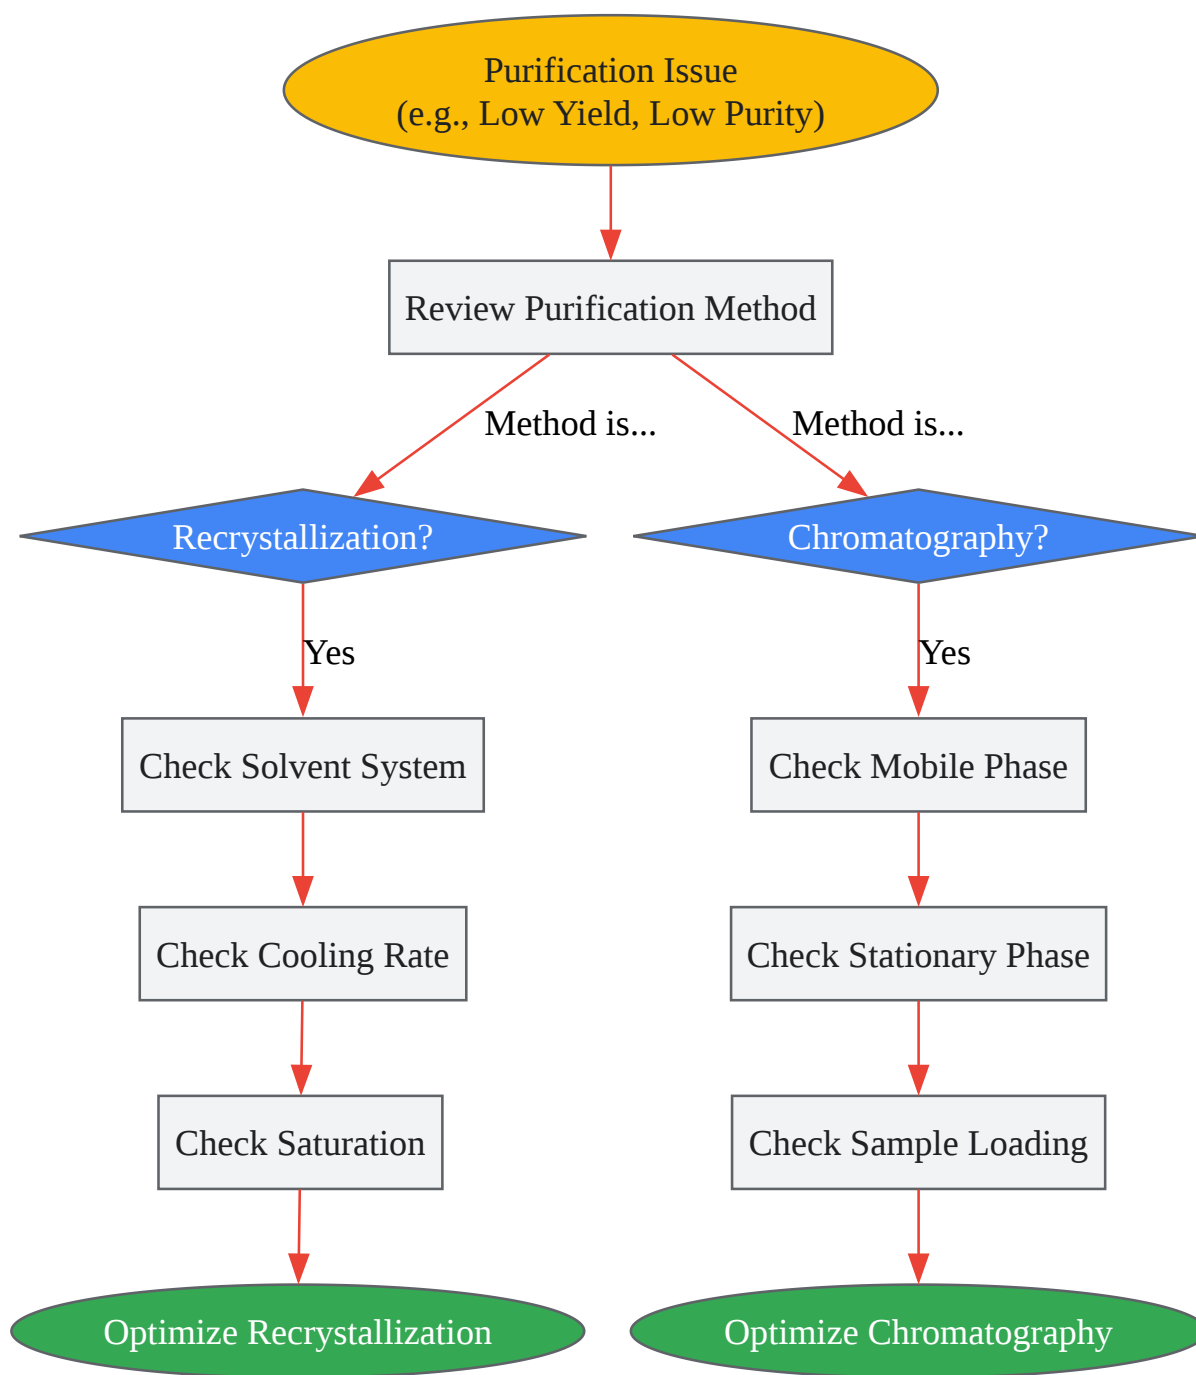 Purification Issue
(e.g., Low Yield, Low Purity)
Review Purification Method
Method is...
Method is...
Recrystallization?
Chromatography?
Yes
Yes
Check Solvent System
Check Mobile Phase
Check Cooling Rate
Check Stationary Phase
Check Saturation
Check Sample Loading
Optimize Recrystallization
Optimize Chromatography